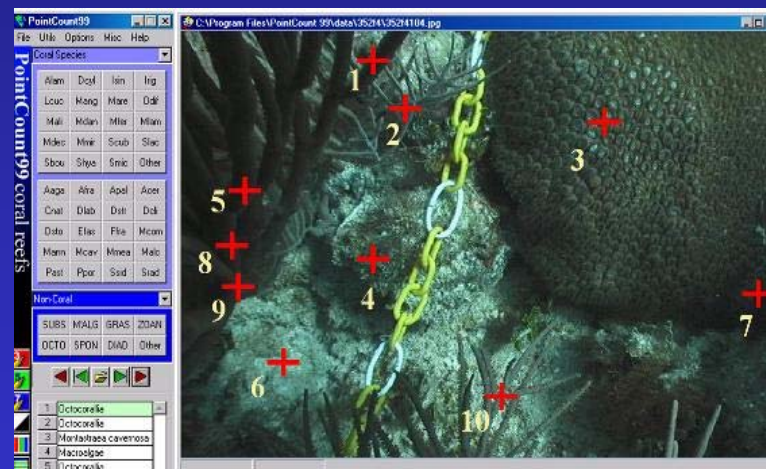 PointCount99
File Utils Options Misc Help
Coral Species
PointCount99 coral reefs
Alam Dcyl Isin Irig
Mang Mare Odif
Mali Mdan Mfer Mlam
Mdec Mmir Scub Slac
Sbou Shya Smic Other
Aaga Afra Apal Acer
Cnat Dlab Dstr Dcli
Dsto Efas Ffra Mcom
Mann Mcav Mmea Malc
Past Ppor Ssid Srad
Non-Coral
SUBS MALG GRAS ZOAN
OCTO SPON DIAD Other
1 Octocorallia
2 Octocorallia
3 Montastraea cavernosa
4 Macroalgae
5 Octocorallia
C:\Program Files\PointCount 99\data\352f4\352f4104.jpg
1
2
3
5
8
4
9
7
6
10